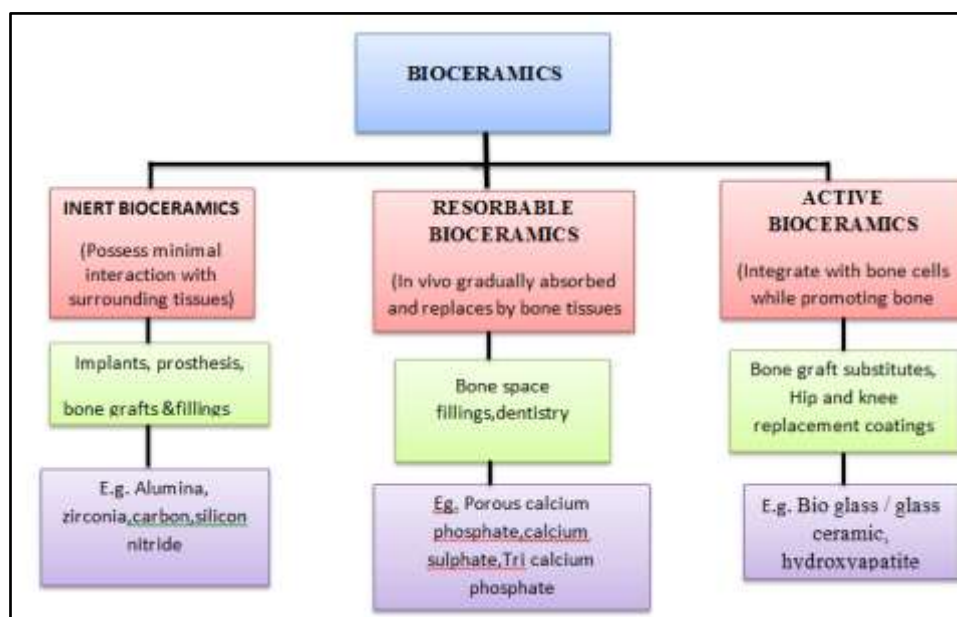 BIOCERAMICS
INERT BIOCERAMICS
(Possess minimal
interaction with
surrounding tissues)
Implants, prosthesis,
bone grafts &fillings
E.g. Alumina,
zirconia,carbon,silicon
nitride
RESORBABLE
BIOCERAMICS
(In vivo gradually absorbed
and replaces by bone tissues
Bone space
fillings,dentistry
Eg. Porous calcium
phosphate,calcium
sulphate,Tri calcium
phosphate
ACTIVE
BIOCERAMICS
(Integrate with bone cells
while promoting bone
Bone graft substitutes,
Hip and knee
replacement coatings
E.g. Bio glass / glass
ceramic,
hydroxyapatite